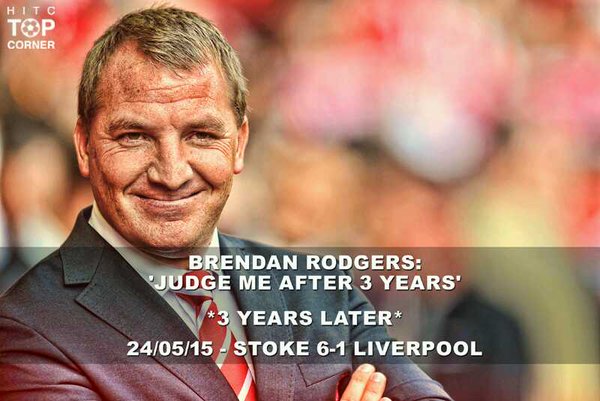 HITC
TOP
CORNER
BRENDAN RODGERS:
'JUDGE ME AFTER 3 YEARS'
*3 YEARS LATER*
24/05/15 - STOKE 6-1 LIVERPOOL